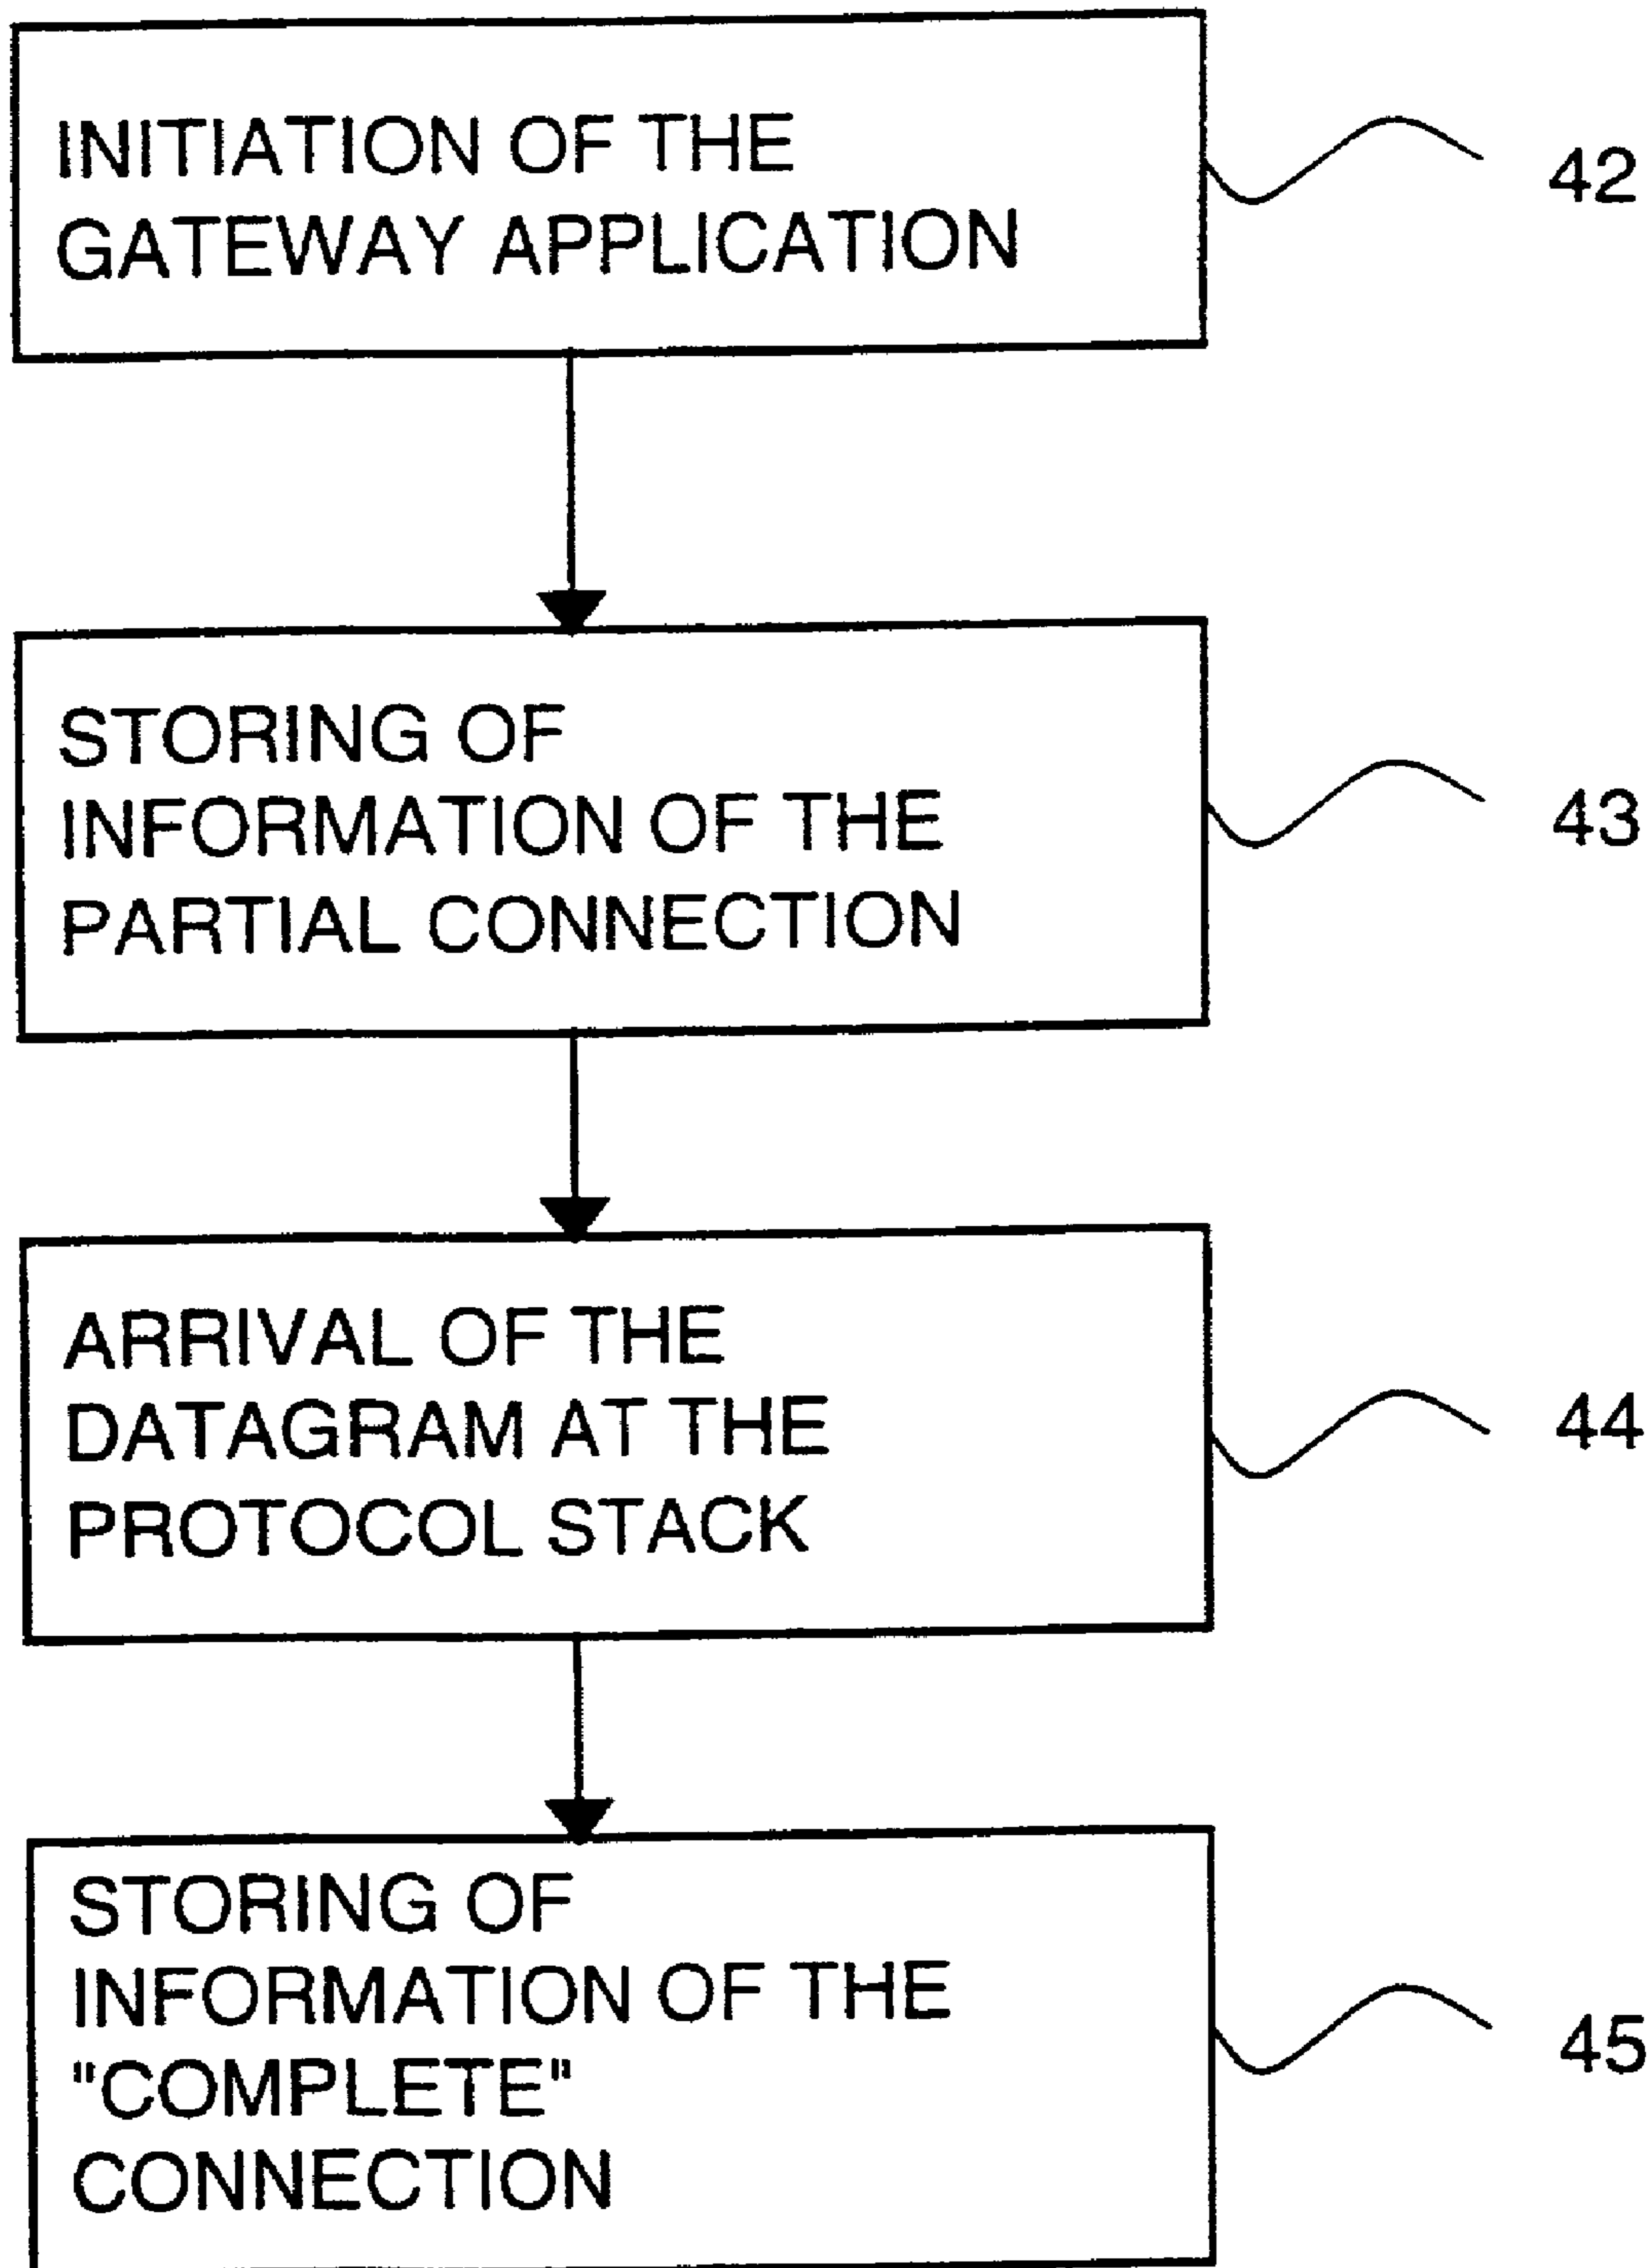 INITIATION OF THE
GATEWAY APPLICATION
42
STORING OF
INFORMATION OF THE
PARTIAL CONNECTION
43
ARRIVAL OF THE
DATAGRAM AT THE
PROTOCOL STACK
44
STORING OF
INFORMATION OF THE
"COMPLETE"
CONNECTION
45